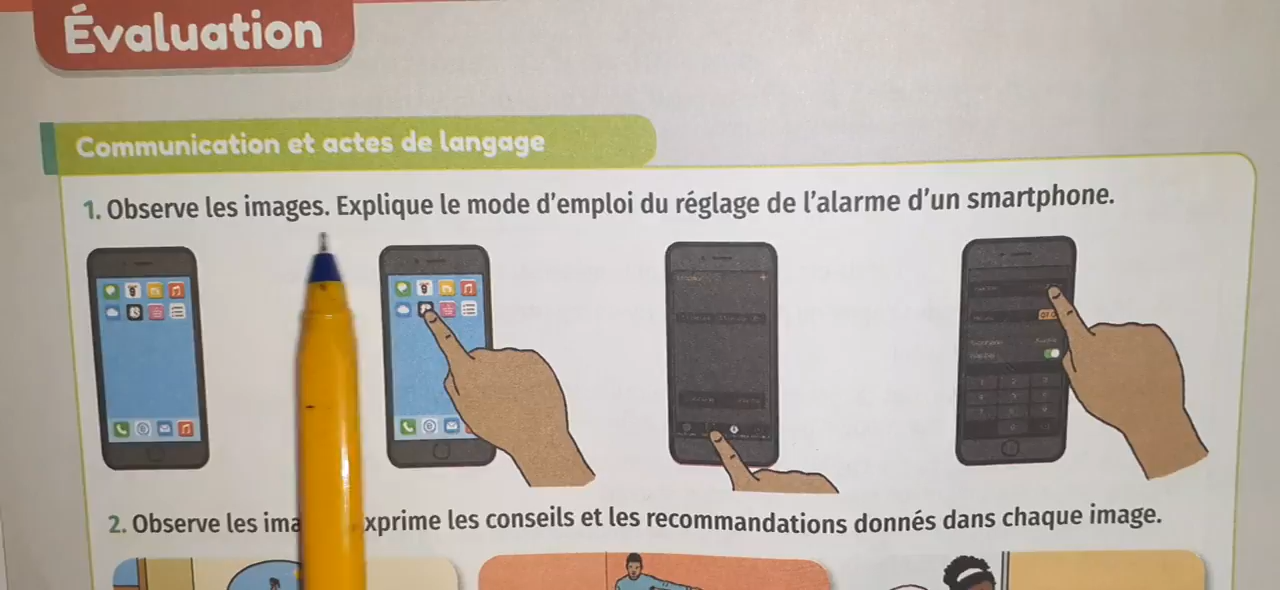 Évaluation
Communication et actes de langage
1. Observe les images. Explique le mode d'emploi du réglage de l'alarme d'un smartphone.
2. Observe les xprime les conseils et les recommandations donnés dans chaque image.